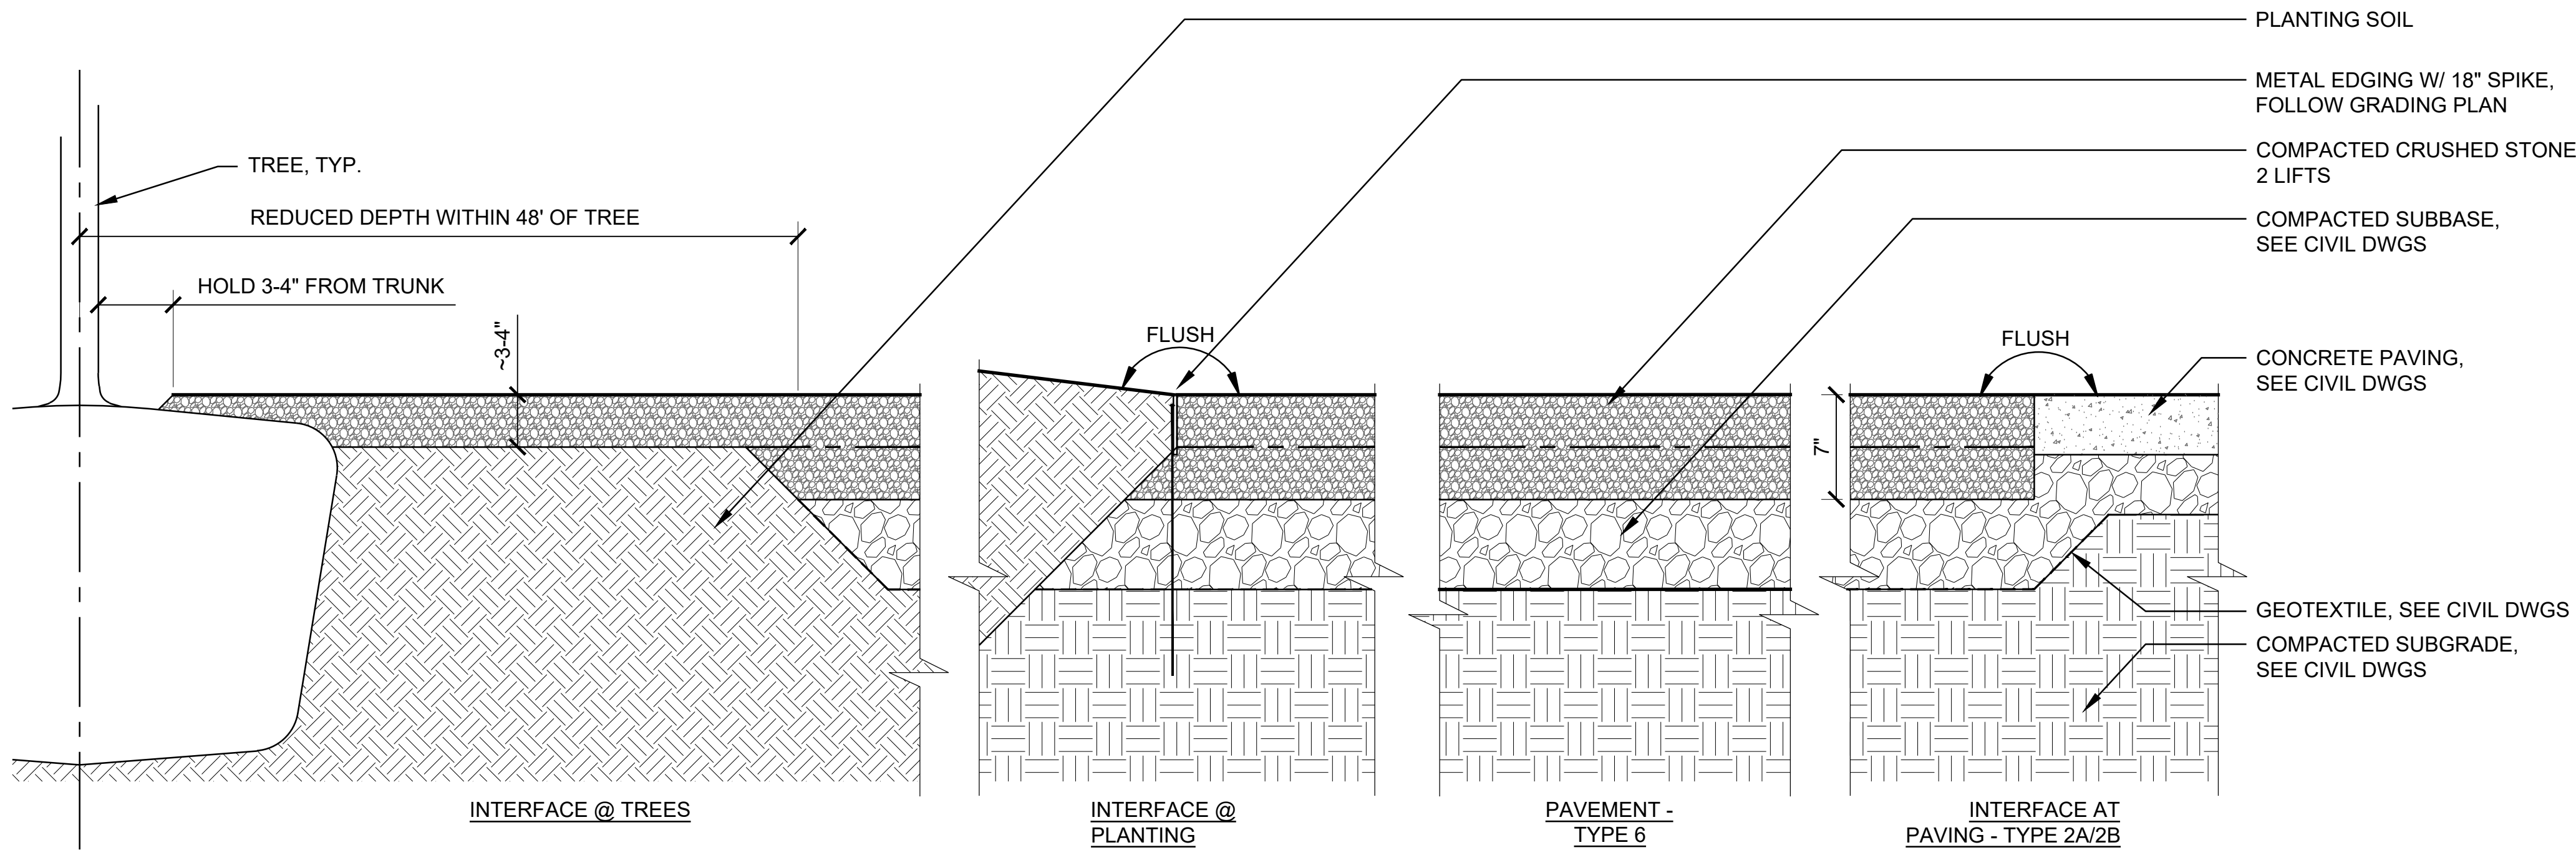 PLANTING SOIL
METAL EDGING W/ 18" SPIKE,
FOLLOW GRADING PLAN
COMPACTED CRUSHED STONE
2 LIFTS
COMPACTED SUBBASE,
SEE CIVIL DWGS
TREE, TYP.
REDUCED DEPTH WITHIN 48' OF TREE
HOLD 3-4" FROM TRUNK
~3-4"
FLUSH
FLUSH
CONCRETE PAVING,
SEE CIVIL DWGS
7"
GEOTEXTILE, SEE CIVIL DWGS
COMPACTED SUBGRADE,
SEE CIVIL DWGS
INTERFACE @ TREES
INTERFACE @
PLANTING
PAVEMENT -
TYPE 6
INTERFACE AT
PAVING - TYPE 2A/2B